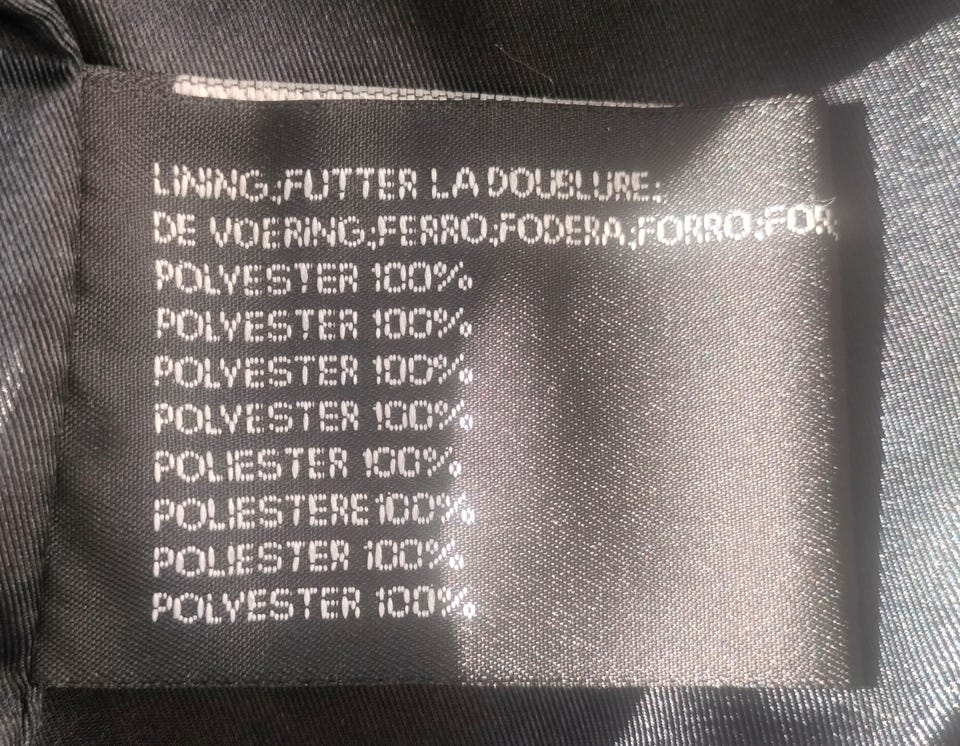 LINING,;FUTTER LA DOUBLURE;
DE VOERING;FERRO;FODERA;FORRO;FOR,
POLYESTER 100%
POLYESTER 100%
POLYESTER 100%
POLYESTER 100%
POLIESTER 100%
POLIESTERE 100%
POLIESTER 100%
POLYESTER 100%